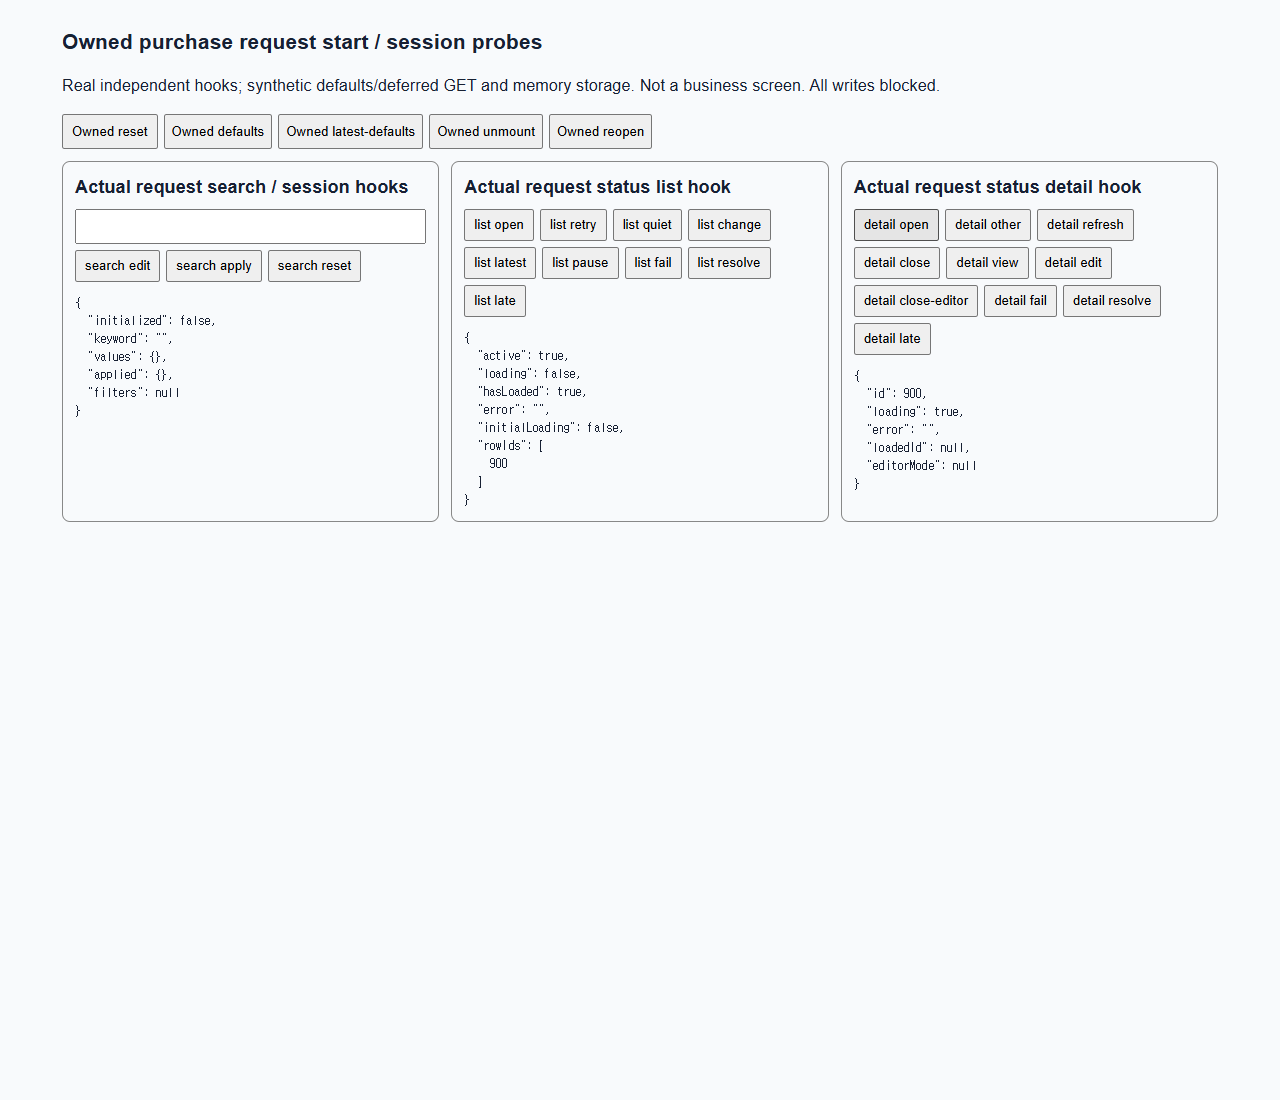 Owned purchase request start / session probes
Real independent hooks; synthetic defaults/deferred GET and memory storage. Not a business screen. All writes blocked.
Owned reset Owned defaults Owned latest-defaults Owned unmount Owned reopen
Actual request search / session hooks
search edit search apply search reset
{
  "initialized": false,
  "keyword": "",
  "values": {},
  "applied": {},
  "filters": null
}
Actual request status list hook
list open list retry list quiet list change
list latest list pause list fail list resolve
list late
{
  "active": true,
  "loading": false,
  "hasLoaded": true,
  "error": "",
  "initialLoading": false,
  "rowIds": [
    900
  ]
}
Actual request status detail hook
detail open detail other detail refresh
detail close detail view detail edit
detail close-editor detail fail detail resolve
detail late
{
  "id": 900,
  "loading": true,
  "error": "",
  "loadedId": null,
  "editorMode": null
}